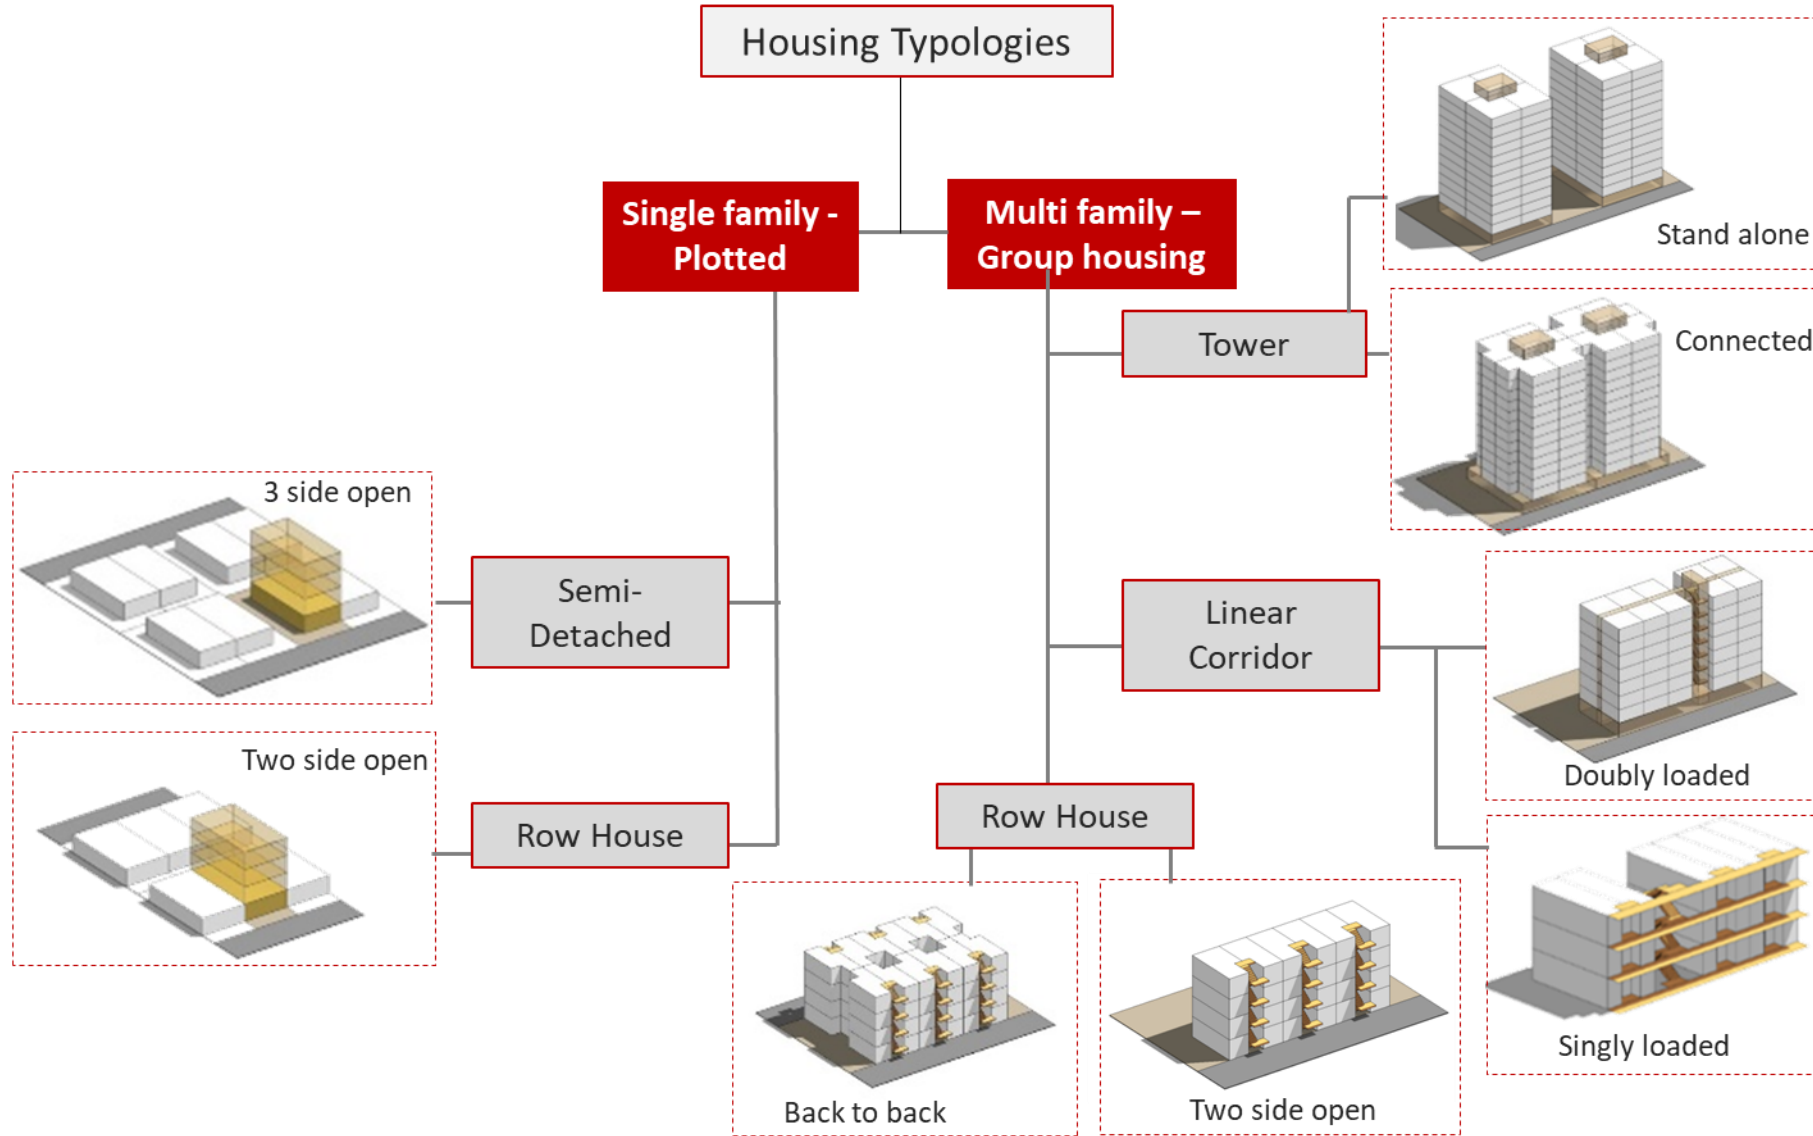 Housing Typologies
Single family -
Plotted
Multi family –
Group housing
Stand alone
Tower
Connected
3 side open
Semi-
Detached
Linear
Corridor
Doubly loaded
Two side open
Row House
Row House
Singly loaded
Back to back
Two side open